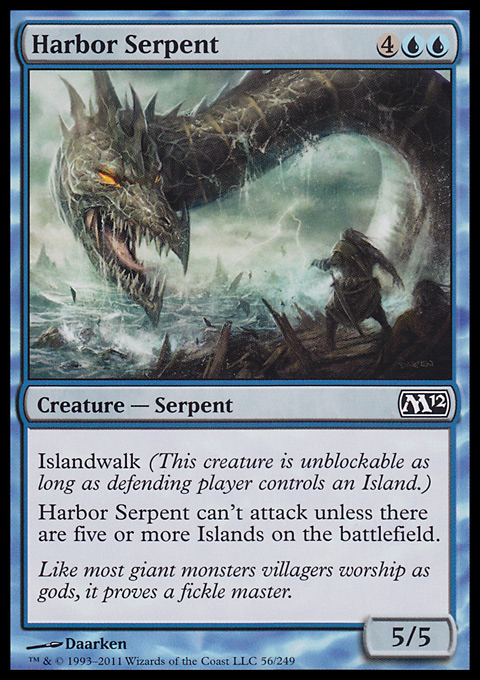 Harbor Serpent 4
Creature — Serpent M12
Islandwalk (This creature is unblockable as
long as defending player controls an Island.)
Harbor Serpent can't attack unless there
are five or more Islands on the battlefield.
Like most giant monsters villagers worship as
gods, it proves a fickle master.
5/5
Daarken
™ & © 1993–2011 Wizards of the Coast LLC 56/249